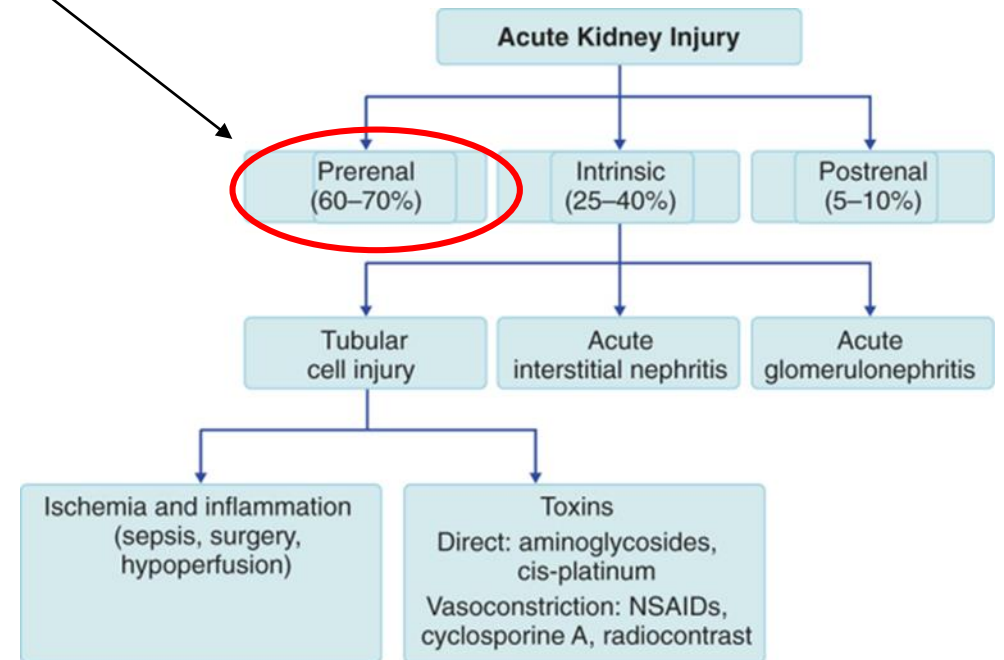 Acute Kidney Injury
Prerenal
(60–70%)
Intrinsic
(25–40%)
Postrenal
(5–10%)
Tubular
cell injury
Acute
interstitial nephritis
Acute
glomerulonephritis
Ischemia and inflammation
(sepsis, surgery,
hypoperfusion)
Toxins
Direct: aminoglycosides,
cis-platinum
Vasoconstriction: NSAIDs,
cyclosporine A, radiocontrast